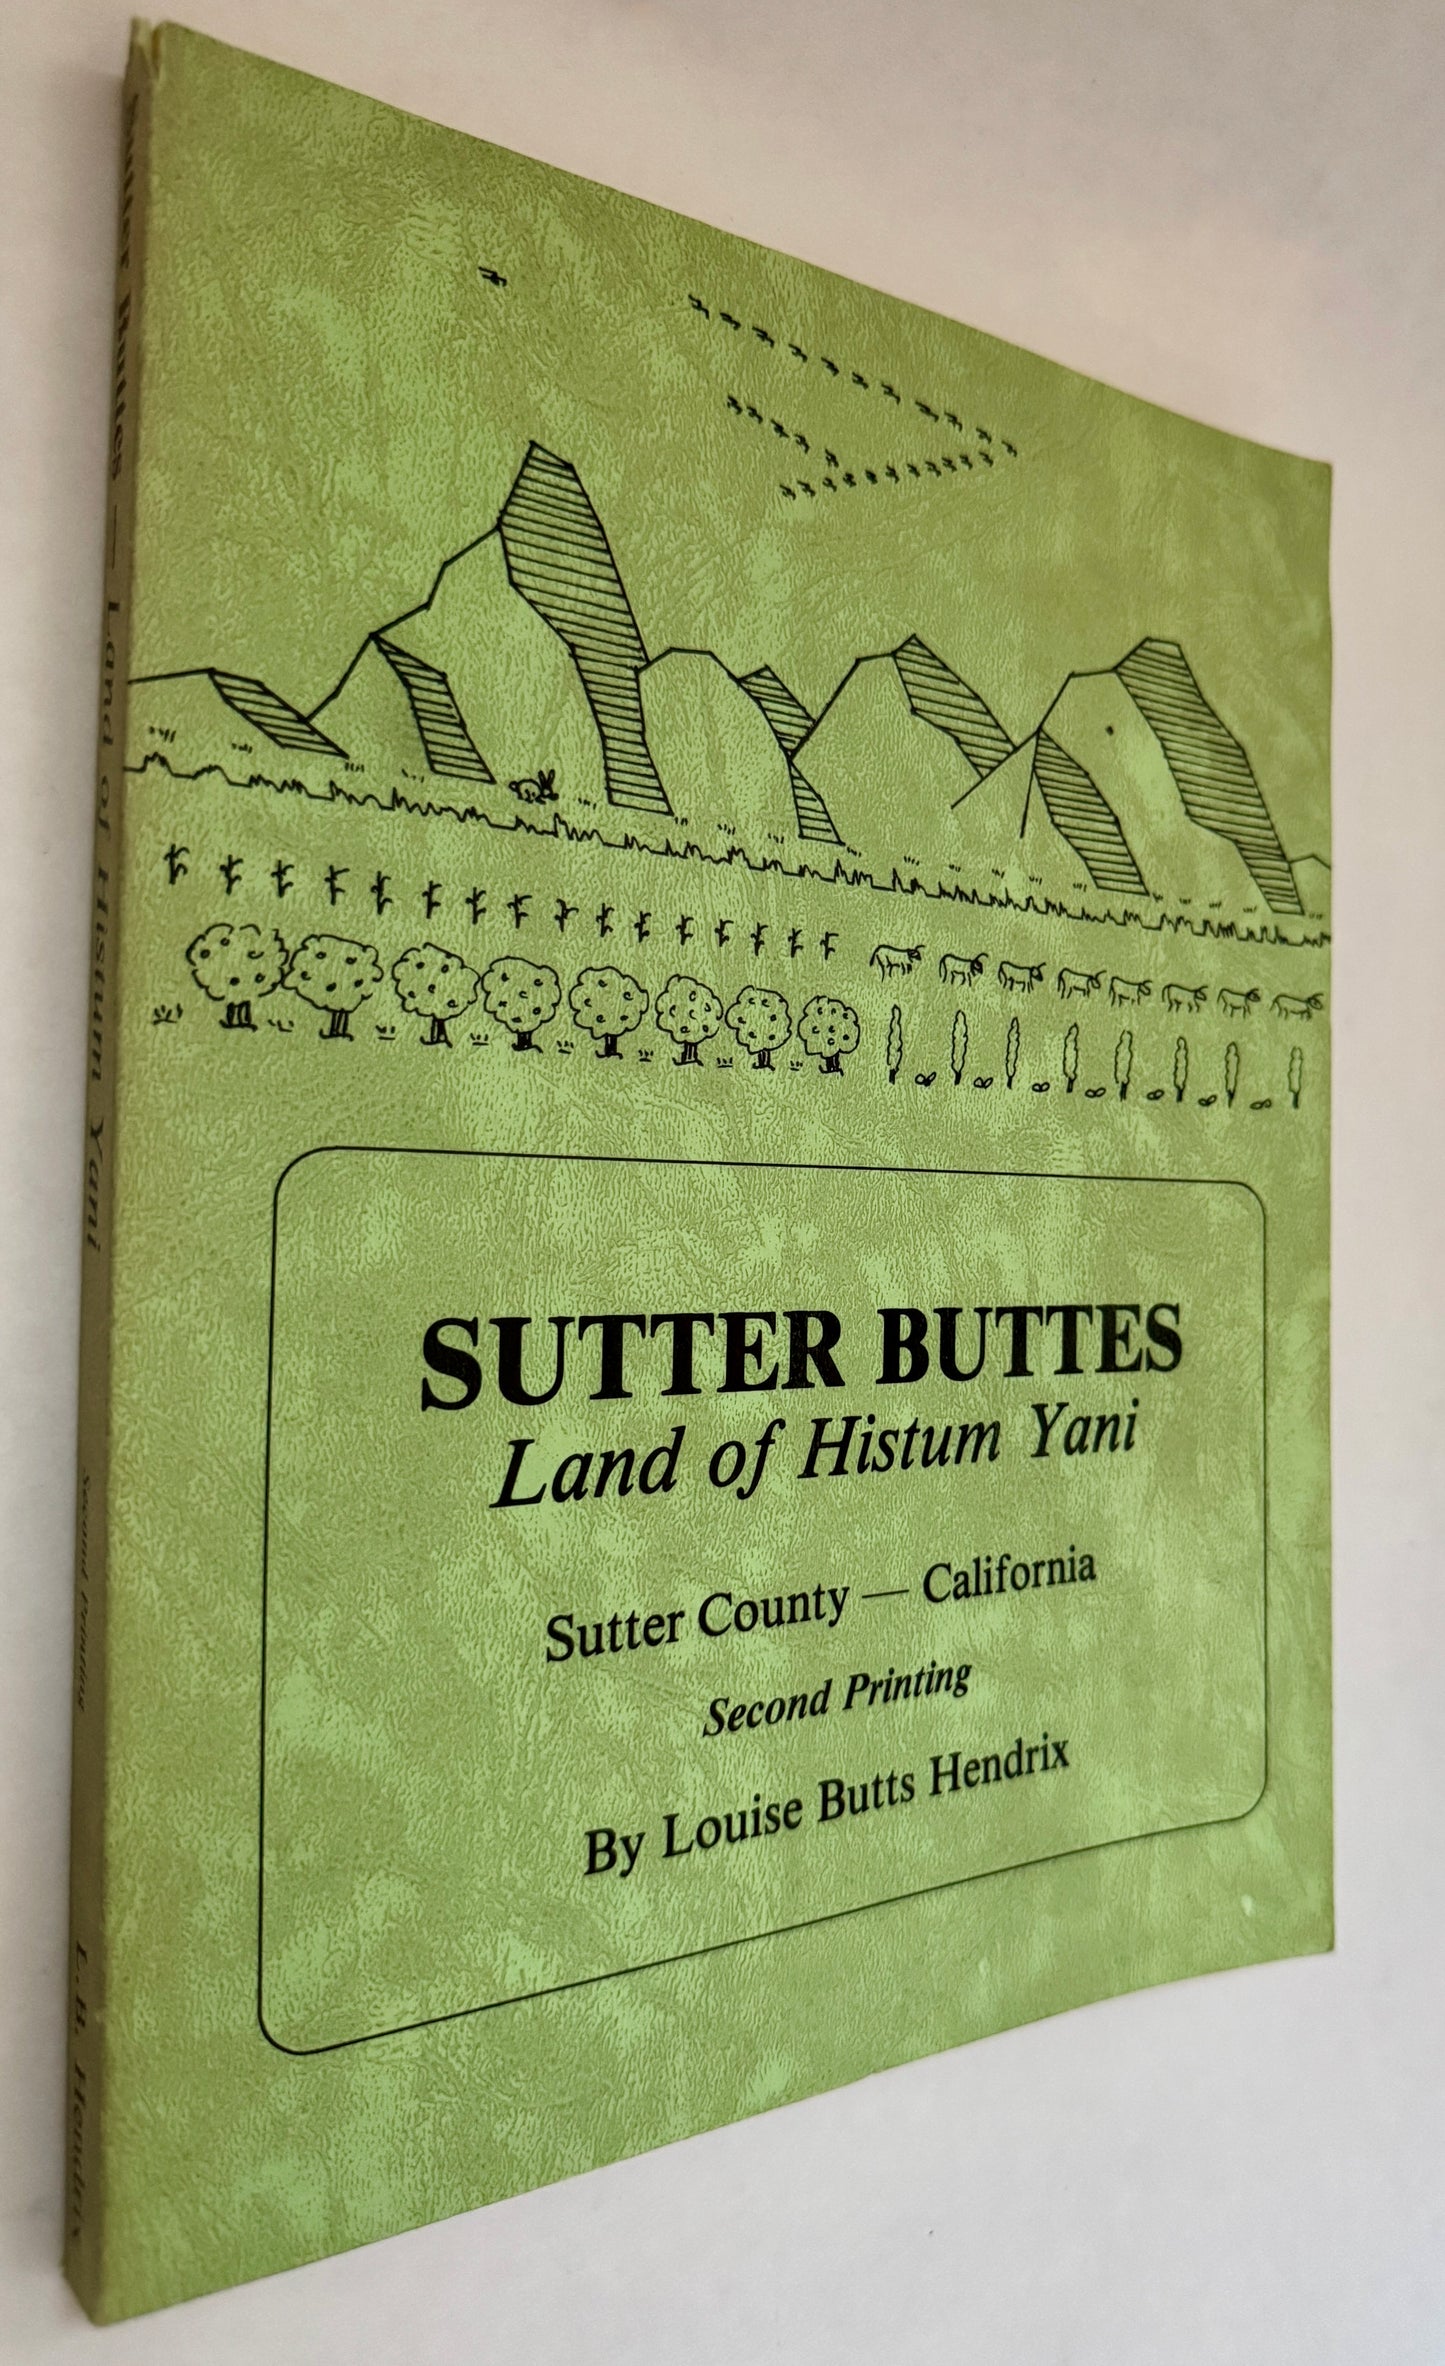 Sutter Buttes — Land of Histum Yani
Second Printing
L.B. Hendrix
SUTTER BUTTES
Land of Histum Yani
Sutter County — California
Second Printing
By Louise Butts Hendrix